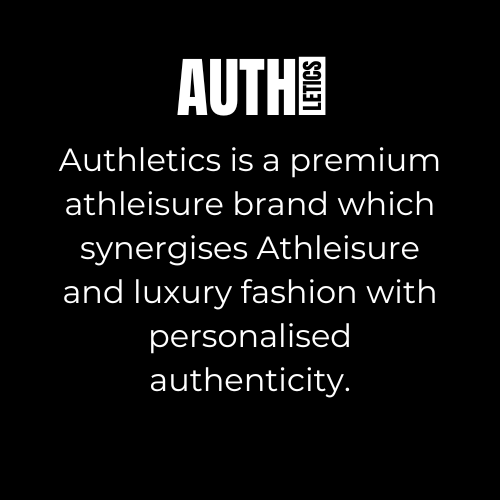 AUTH LETICS
Authletics is a premium
athleisure brand which
synergises Athleisure
and luxury fashion with
personalised
authenticity.